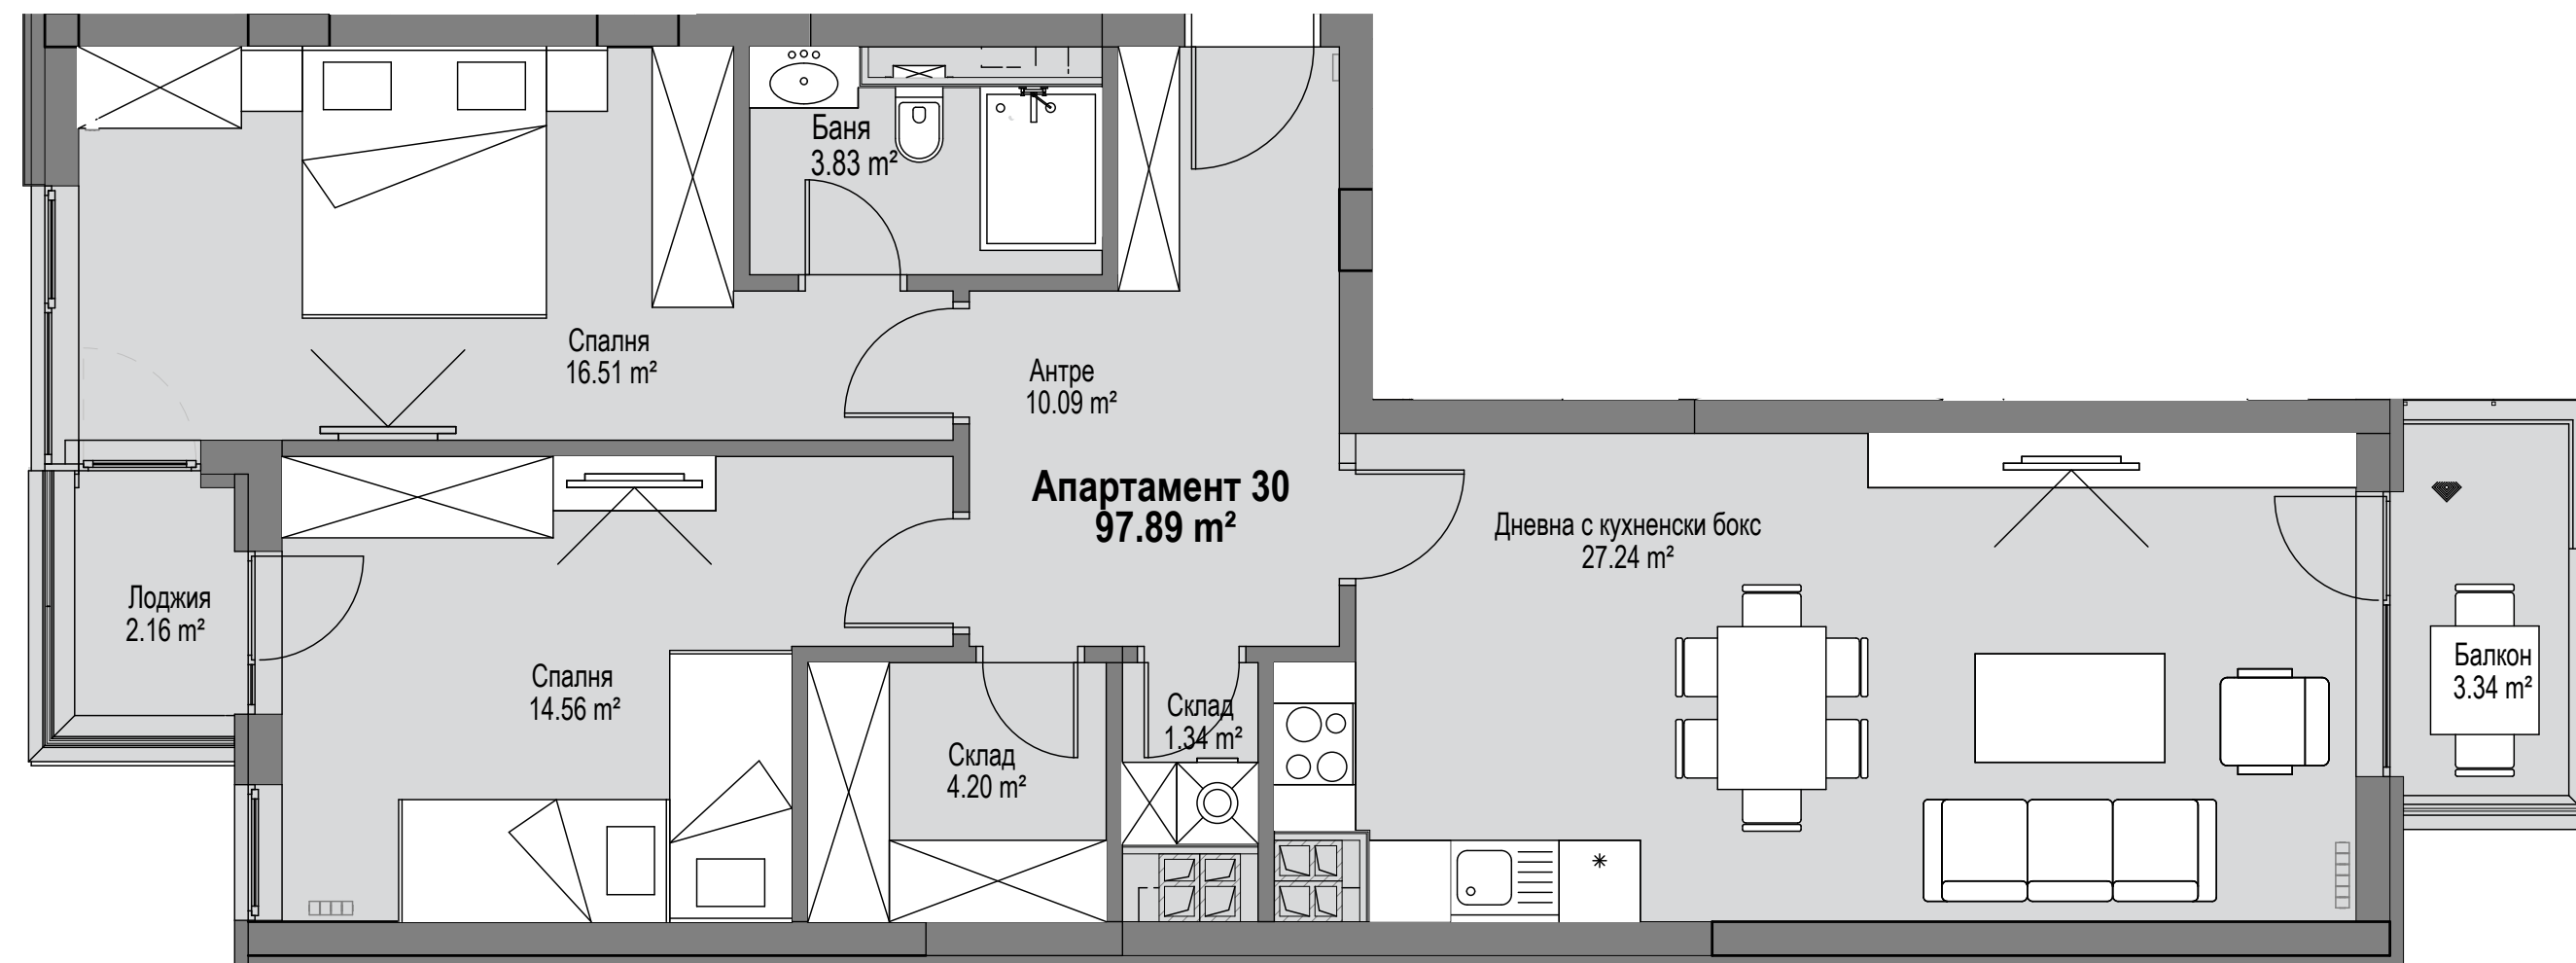 Баня
3.83 m²
Спалня
16.51 m²
Антре
10.09 m²
Апартамент 30
97.89 m²
Дневна с кухненски бокс
27.24 m²
Лоджия
2.16 m²
Спалня
14.56 m²
Склад
4.20 m²
Склад
1.34 m²
Балкон
3.34 m²